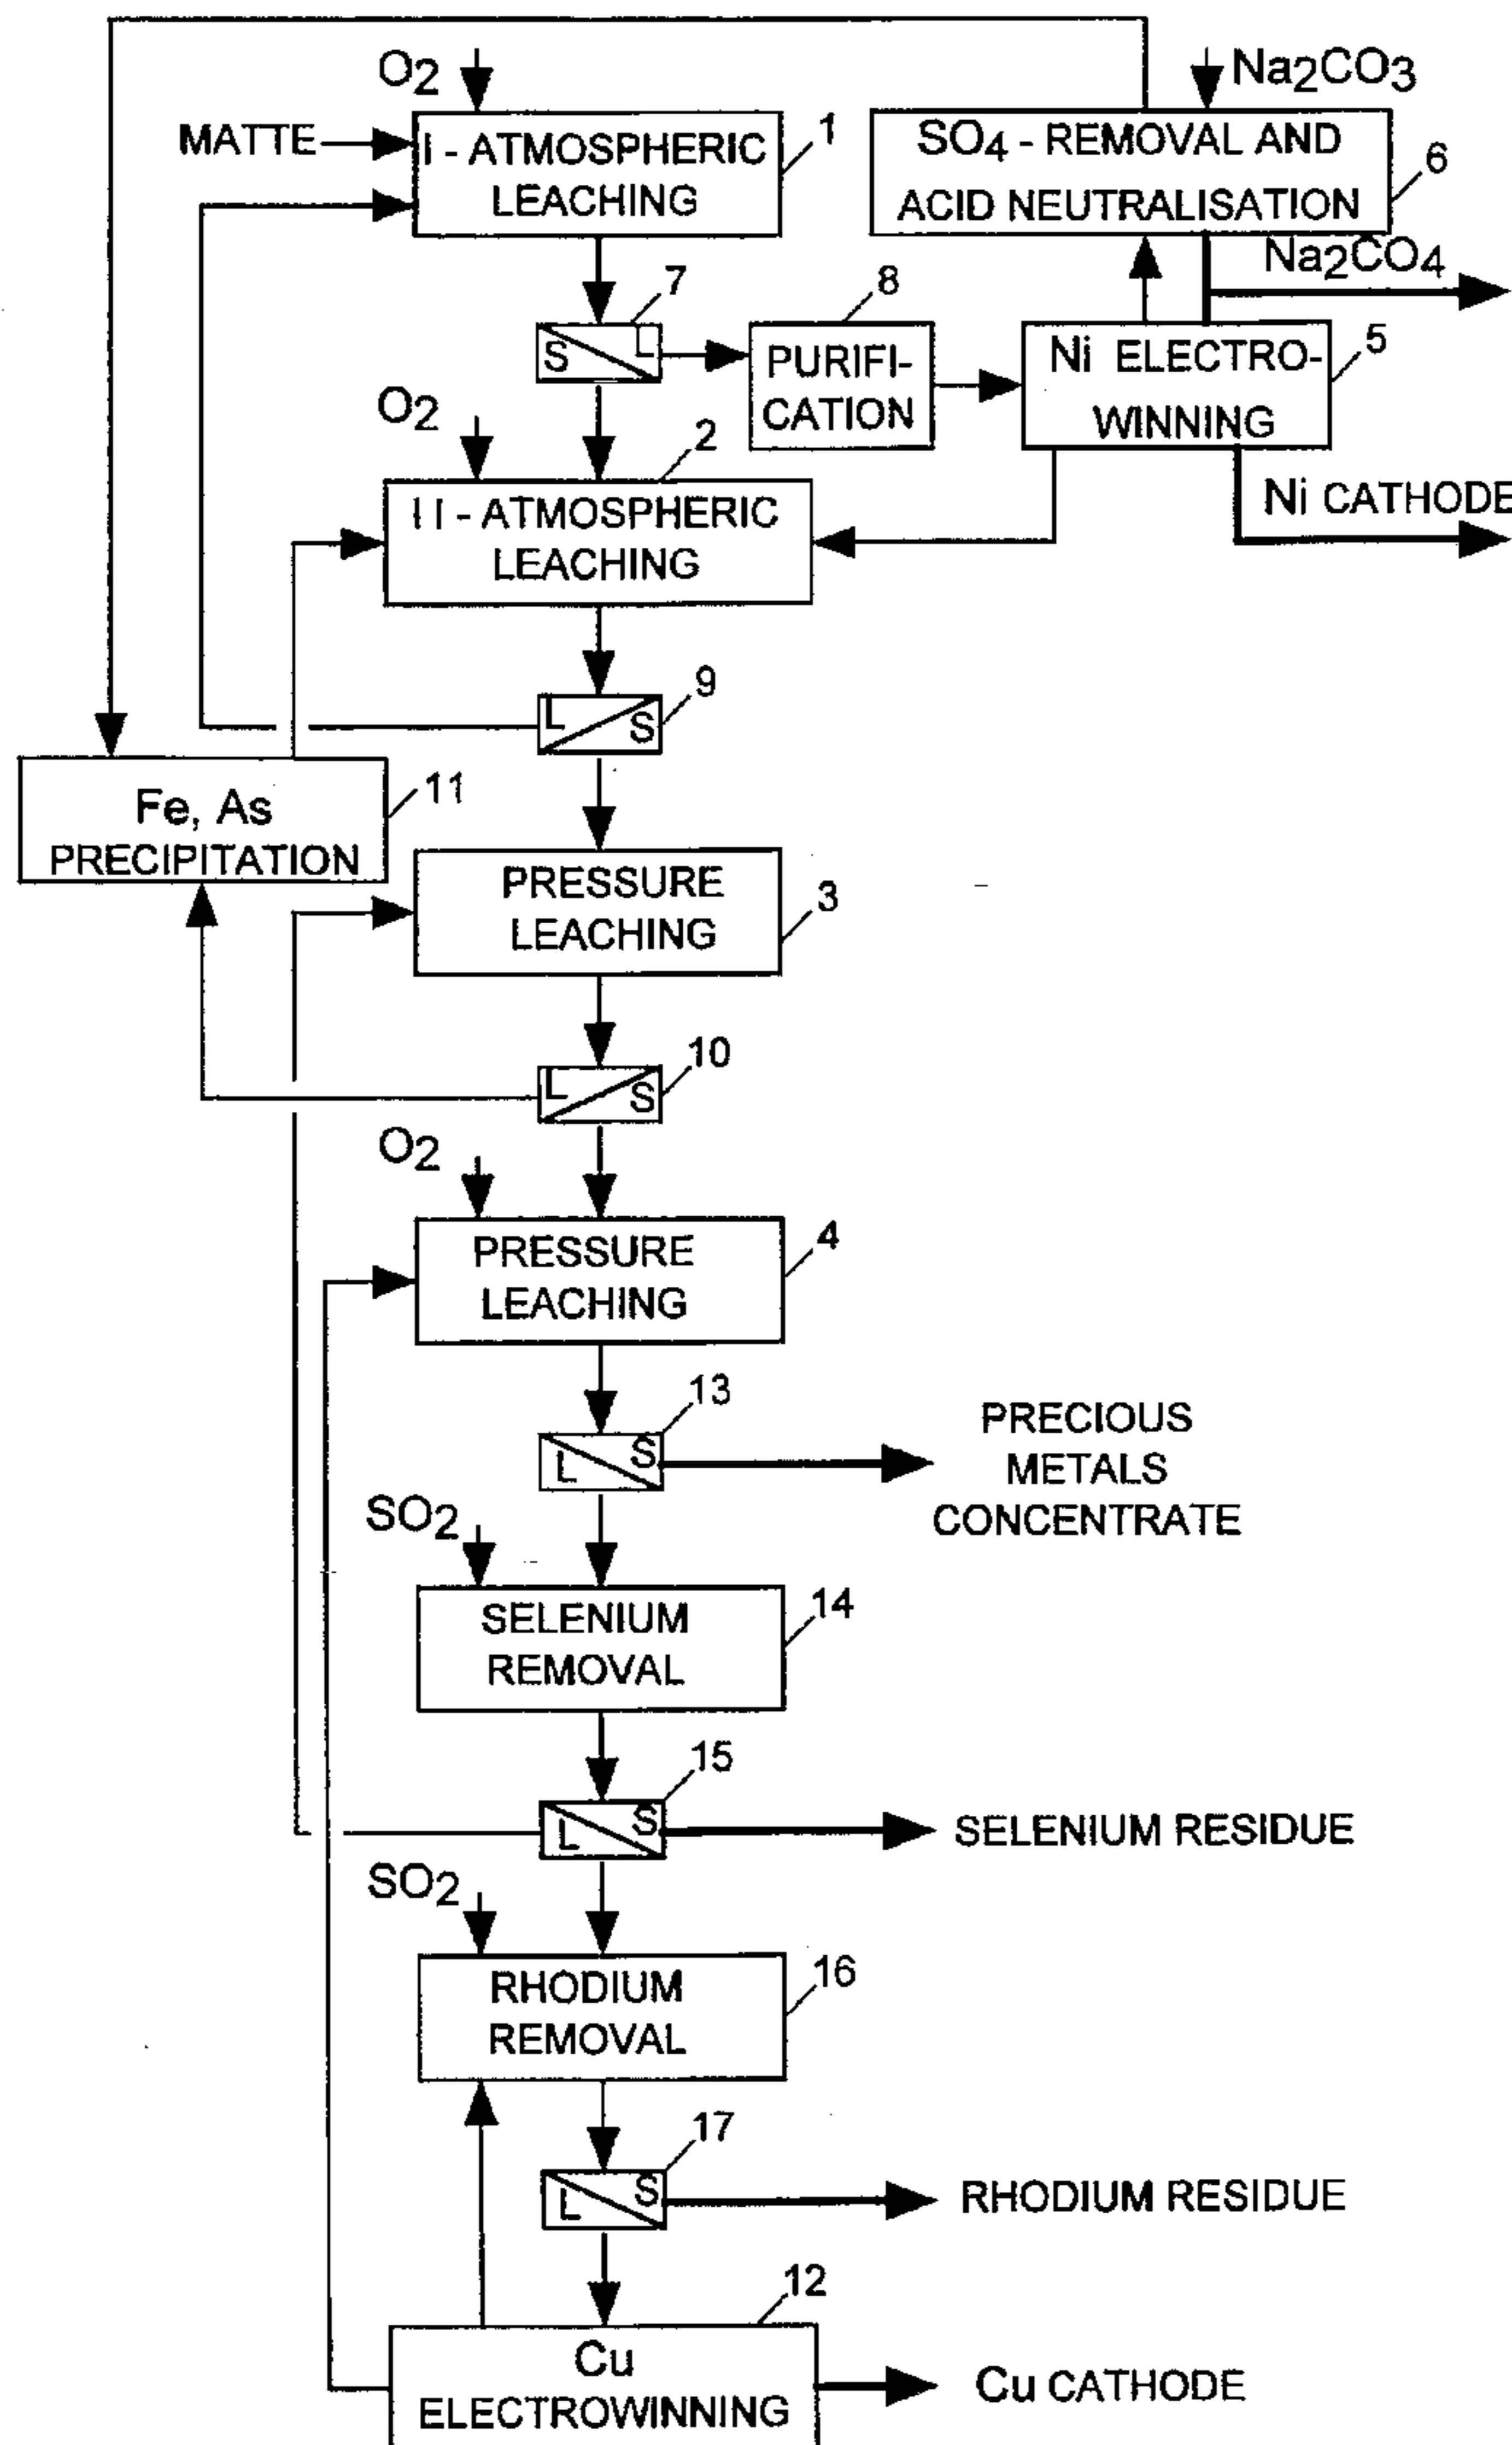 O2
Na2CO3
MATTE
I - ATMOSPHERIC
LEACHING
1
SO4 - REMOVAL AND
ACID NEUTRALISATION
6
Na2CO4
7
S
L
8
PURIFI-
CATION
Ni ELECTRO-
WINNING
5
O2
2
II - ATMOSPHERIC
LEACHING
Ni CATHODE
9
L
S
Fe, As
PRECIPITATION
11
PRESSURE
LEACHING
3
10
L
S
O2
PRESSURE
LEACHING
4
13
L
S
PRECIOUS
METALS
CONCENTRATE
SO2
SELENIUM
REMOVAL
14
15
L
S
SELENIUM RESIDUE
SO2
RHODIUM
REMOVAL
16
17
L
S
RHODIUM RESIDUE
12
Cu
ELECTROWINNING
Cu CATHODE